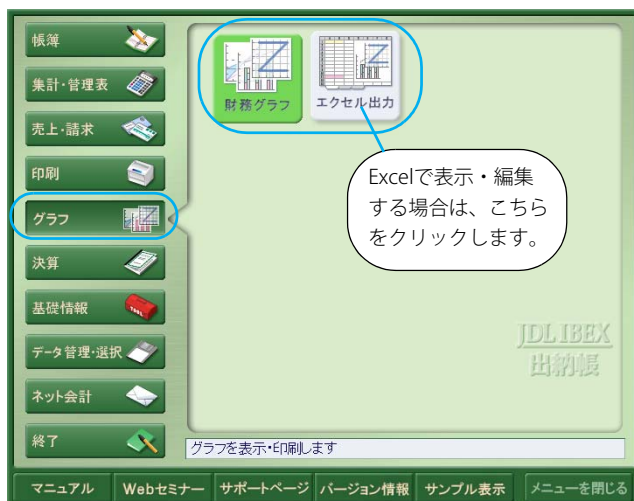 帳簿
集計・管理表
売上・請求
印刷
グラフ
決算
基礎情報
データ管理・選択
ネット会計
終了
財務グラフ
エクセル出力
Excelで表示・編集
する場合は、こちら
をクリックします。
JDL IBEX
出納帳
グラフを表示・印刷します
マニュアル Webセミナー サポートページ バージョン情報 サンプル表示 メニューを閉じる